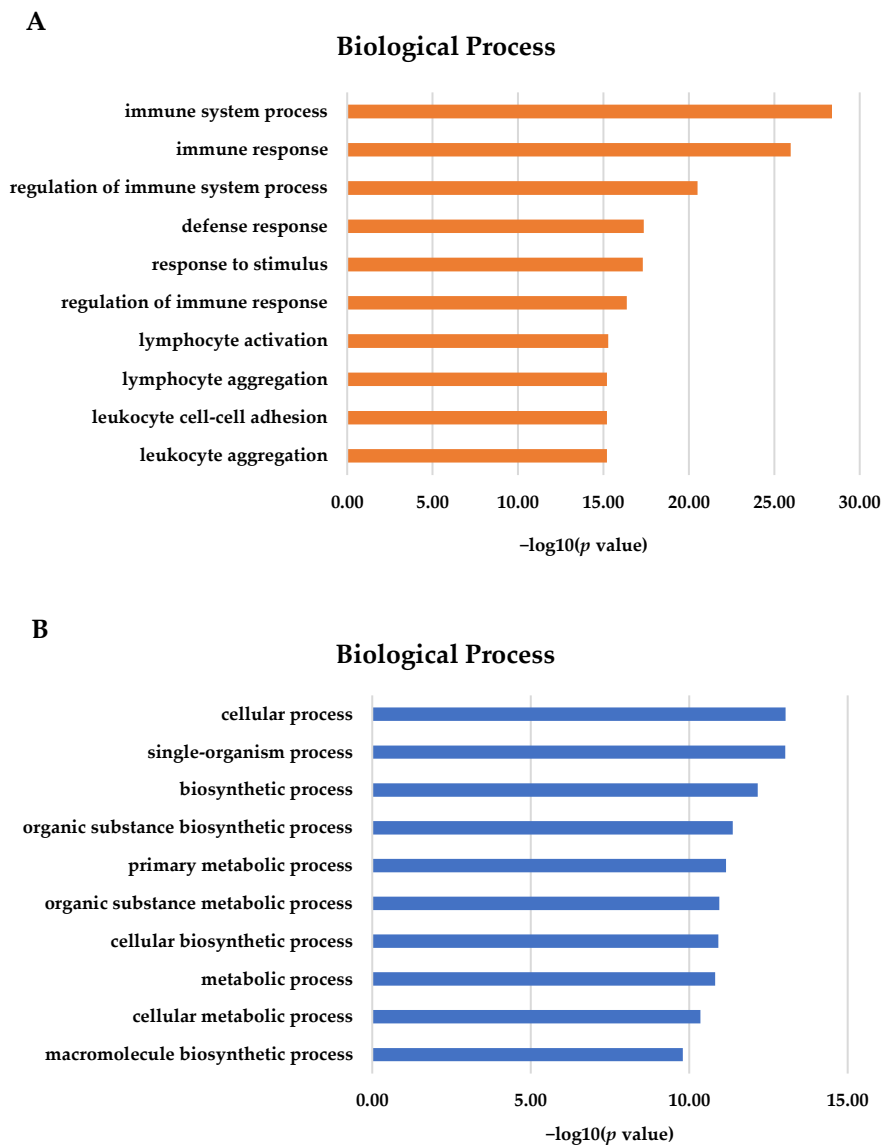 A
Biological Process
immune system process
immune response
regulation of immune system process
defense response
response to stimulus
regulation of immune response
lymphocyte activation
lymphocyte aggregation
leukocyte cell-cell adhesion
leukocyte aggregation
0.00 5.00 10.00 15.00 20.00 25.00 30.00
−log10(p value)
B
Biological Process
cellular process
single-organism process
biosynthetic process
organic substance biosynthetic process
primary metabolic process
organic substance metabolic process
cellular biosynthetic process
metabolic process
cellular metabolic process
macromolecule biosynthetic process
0.00 5.00 10.00 15.00
−log10(p value)